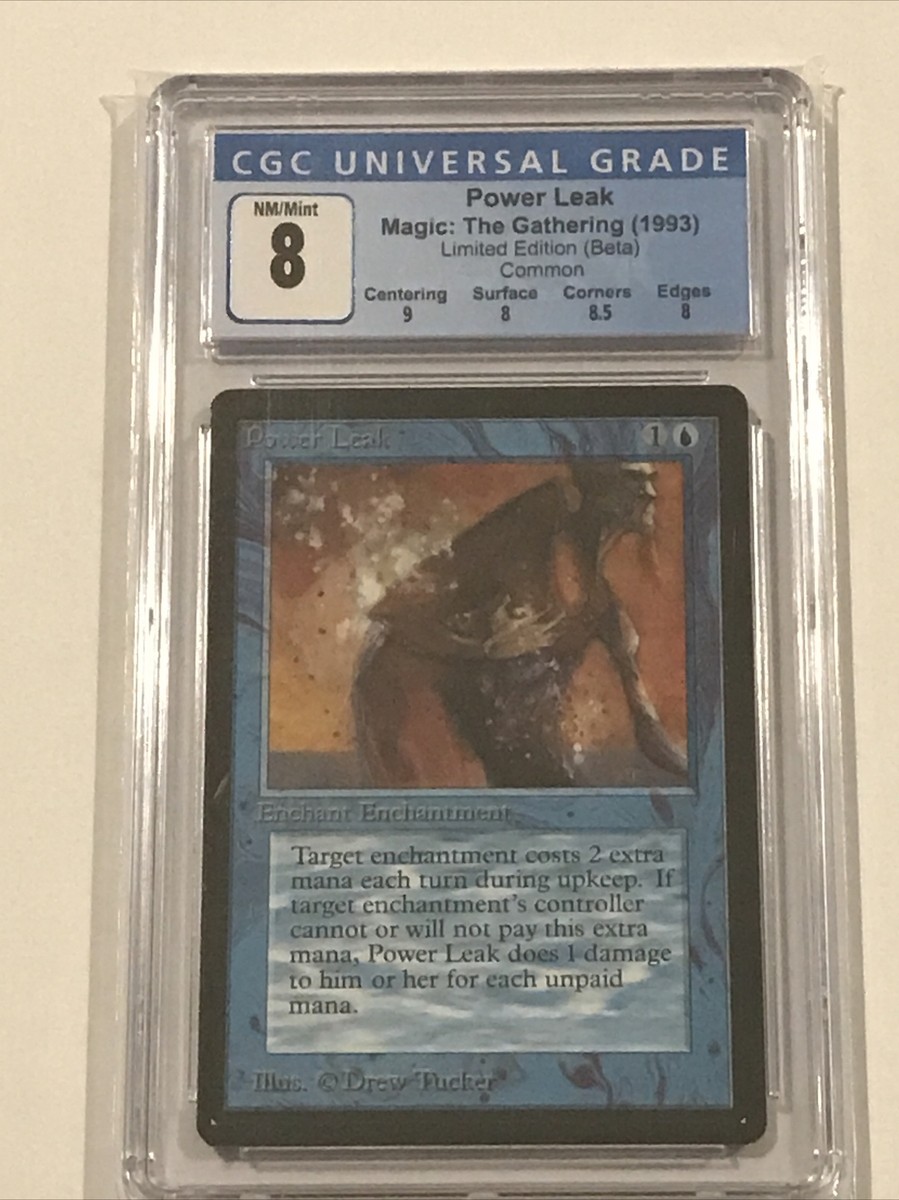 CGC UNIVERSAL GRADE
NM/Mint
8
Power Leak
Magic: The Gathering (1993)
Limited Edition (Beta)
Common
Centering Surface Corners Edges
9 8 8.5 8
Power Leak 1
Enchant Enchantment
Target enchantment costs 2 extra
mana each turn during upkeep. If
target enchantment's controller
cannot or will not pay this extra
mana, Power Leak does 1 damage
to him or her for each unpaid
mana.
Illus. © Drew Tucker